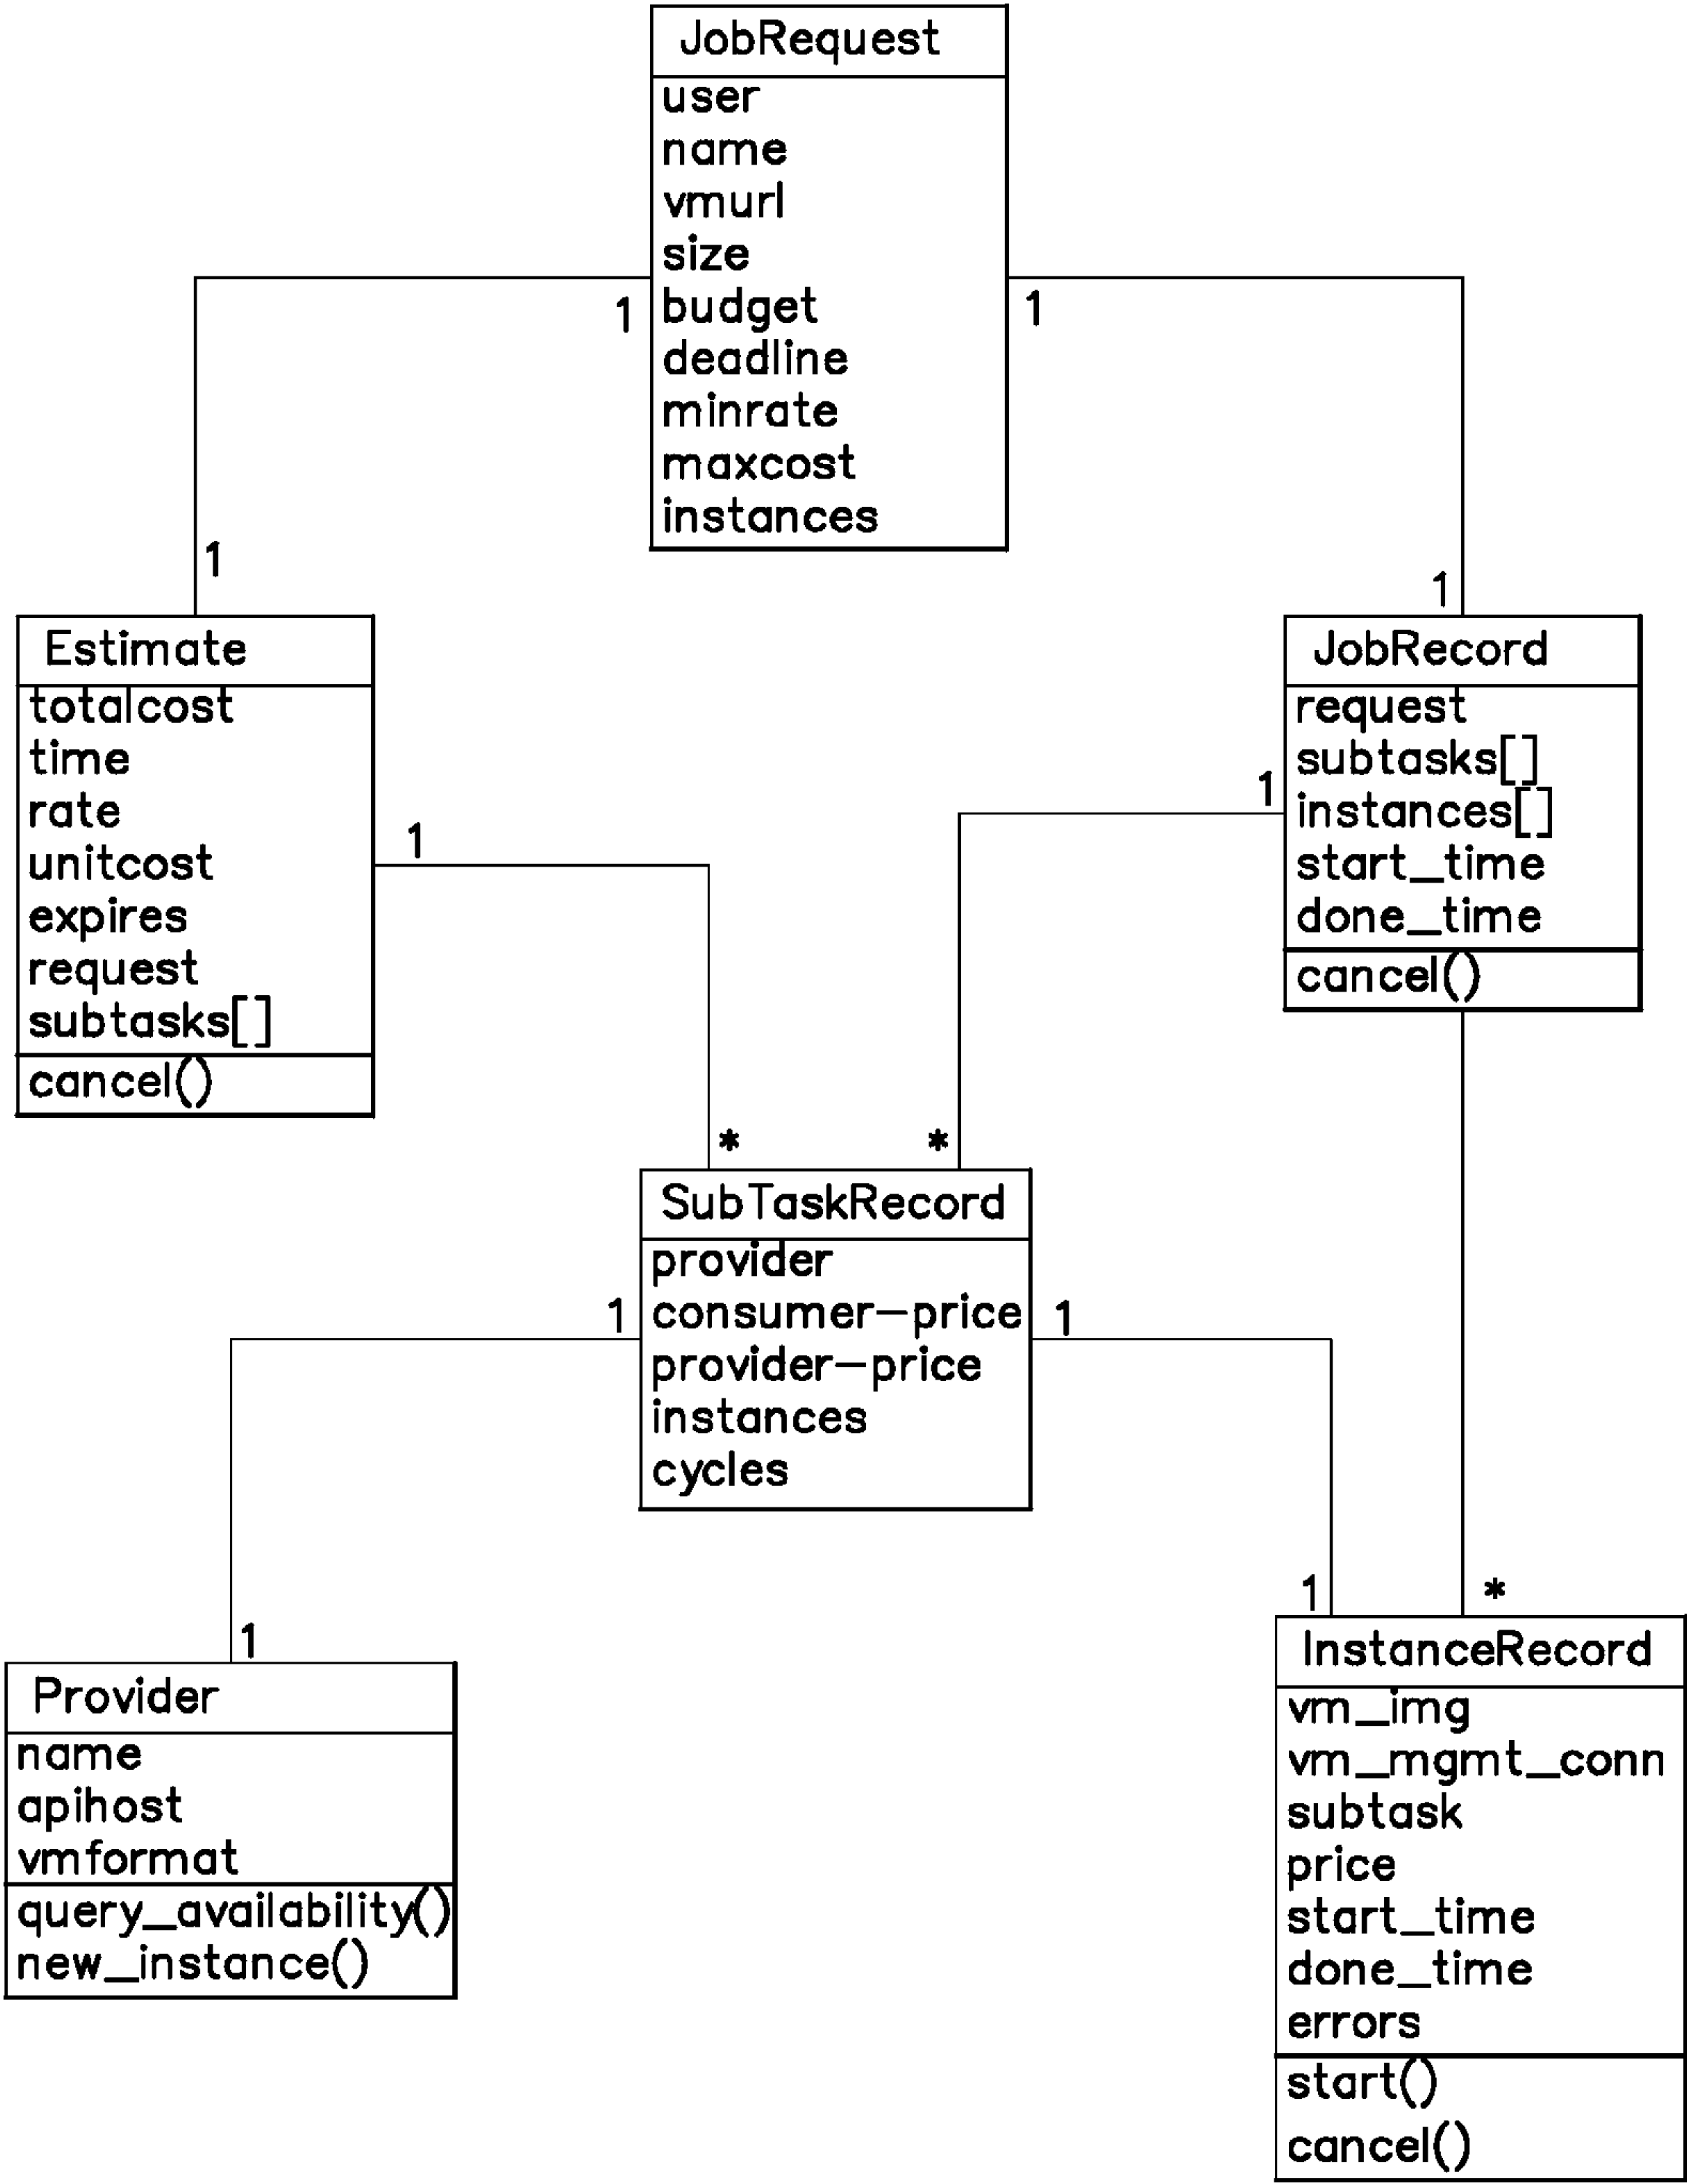 JobRequest
user
name
vmurl
size
budget
deadline
minrate
maxcost
instances
1
1
1
1
Estimate
totalcost
time
rate
unitcost
expires
request
subtasks[]
cancel()
JobRecord
request
subtasks[]
instances[]
start_time
done_time
cancel()
1
1
*
*
SubTaskRecord
provider
consumer-price
provider-price
instances
cycles
1
1
1
1
*
Provider
name
apihost
vmformat
query_availability()
new_instance()
InstanceRecord
vm_img
vm_mgmt_conn
subtask
price
start_time
done_time
errors
start()
cancel()